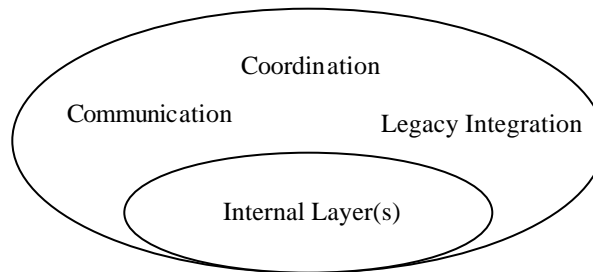 Coordination
Communication
Legacy Integration
Internal Layer(s)